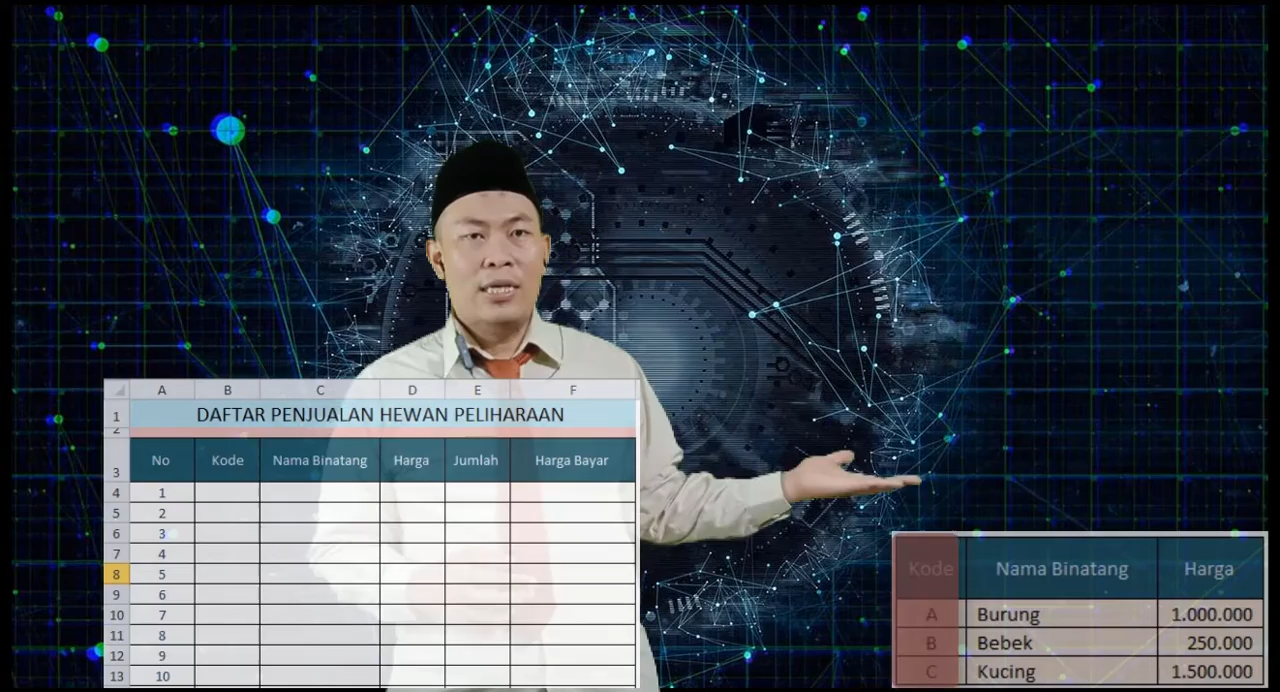 A B C D E F
1 DAFTAR PENJUALAN HEWAN PELIHARAAN
2
3 No Kode Nama Binatang Harga Jumlah Harga Bayar
4 1
5 2
6 3
7 4
8 5
9 6
10 7
11 8
12 9
13 10
Kode Nama Binatang Harga
A Burung 1.000.000
B Bebek 250.000
C Kucing 1.500.000